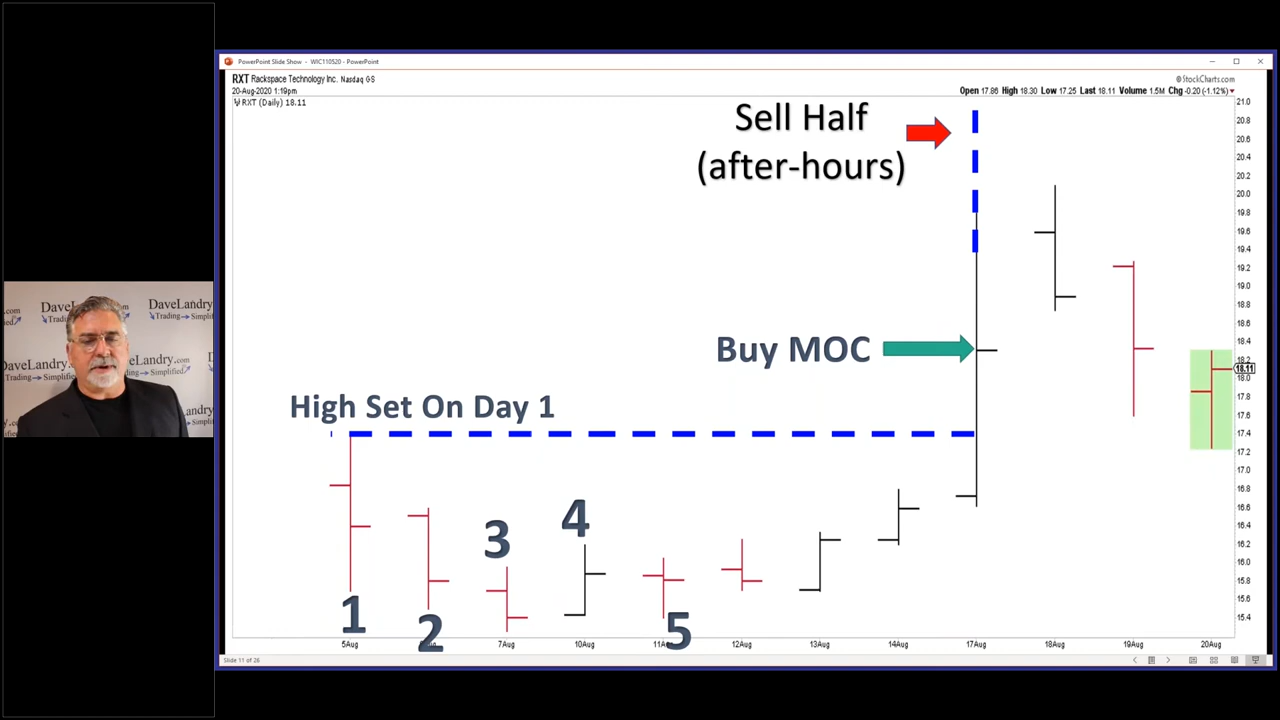 PowerPoint Slide Show - WIC110520 - PowerPoint
RXT Rackspace Technology Inc. Nasdaq GS
© StockCharts.com
20-Aug-2020 1:19pm
Open 17.86 High 18.30 Low 17.25 Last 18.11 Volume 1.5M Chg -0.20 (-1.12%)
RXT (Daily) 18.11
Sell Half
(after-hours)
Buy MOC
High Set On Day 1
1
2
3
4
5
21.0
20.8
20.6
20.4
20.2
20.0
19.8
19.6
19.4
19.2
19.0
18.8
18.6
18.4
18.2
18.11
18.0
17.8
17.6
17.4
17.2
17.0
16.8
16.6
16.4
16.2
16.0
15.8
15.6
15.4
5Aug
7Aug
10Aug
12Aug
13Aug
14Aug
17Aug
18Aug
19Aug
20Aug
Slide 11 of 26
DaveLandry.com
Trading Simplified